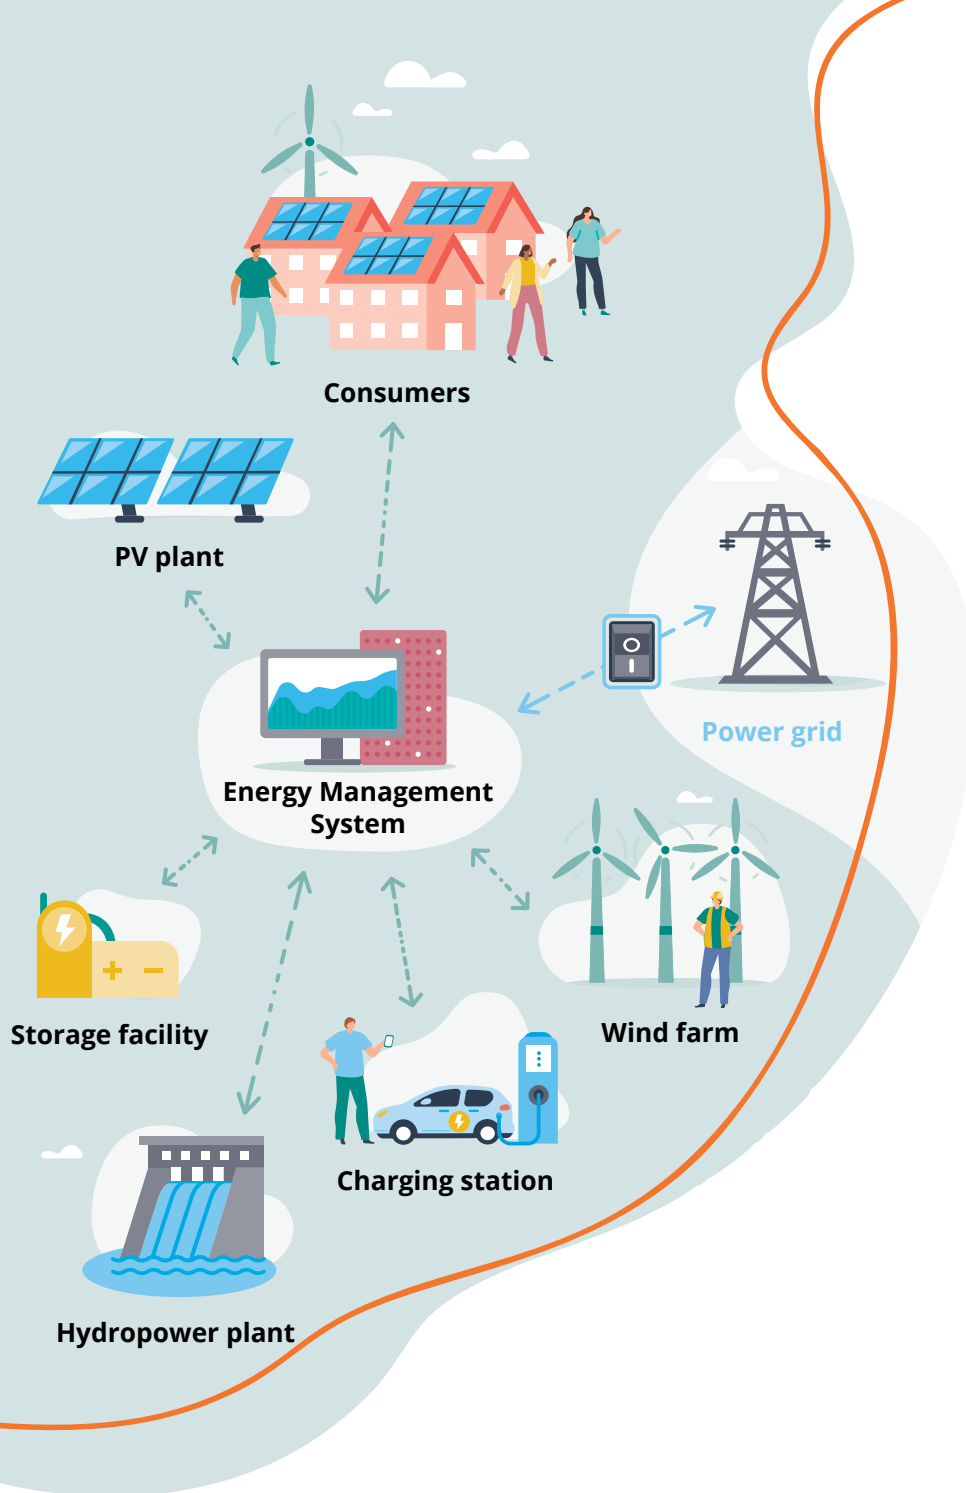 Consumers
PV plant
Power grid
Energy Management
System
Storage facility
Wind farm
Charging station
Hydropower plant